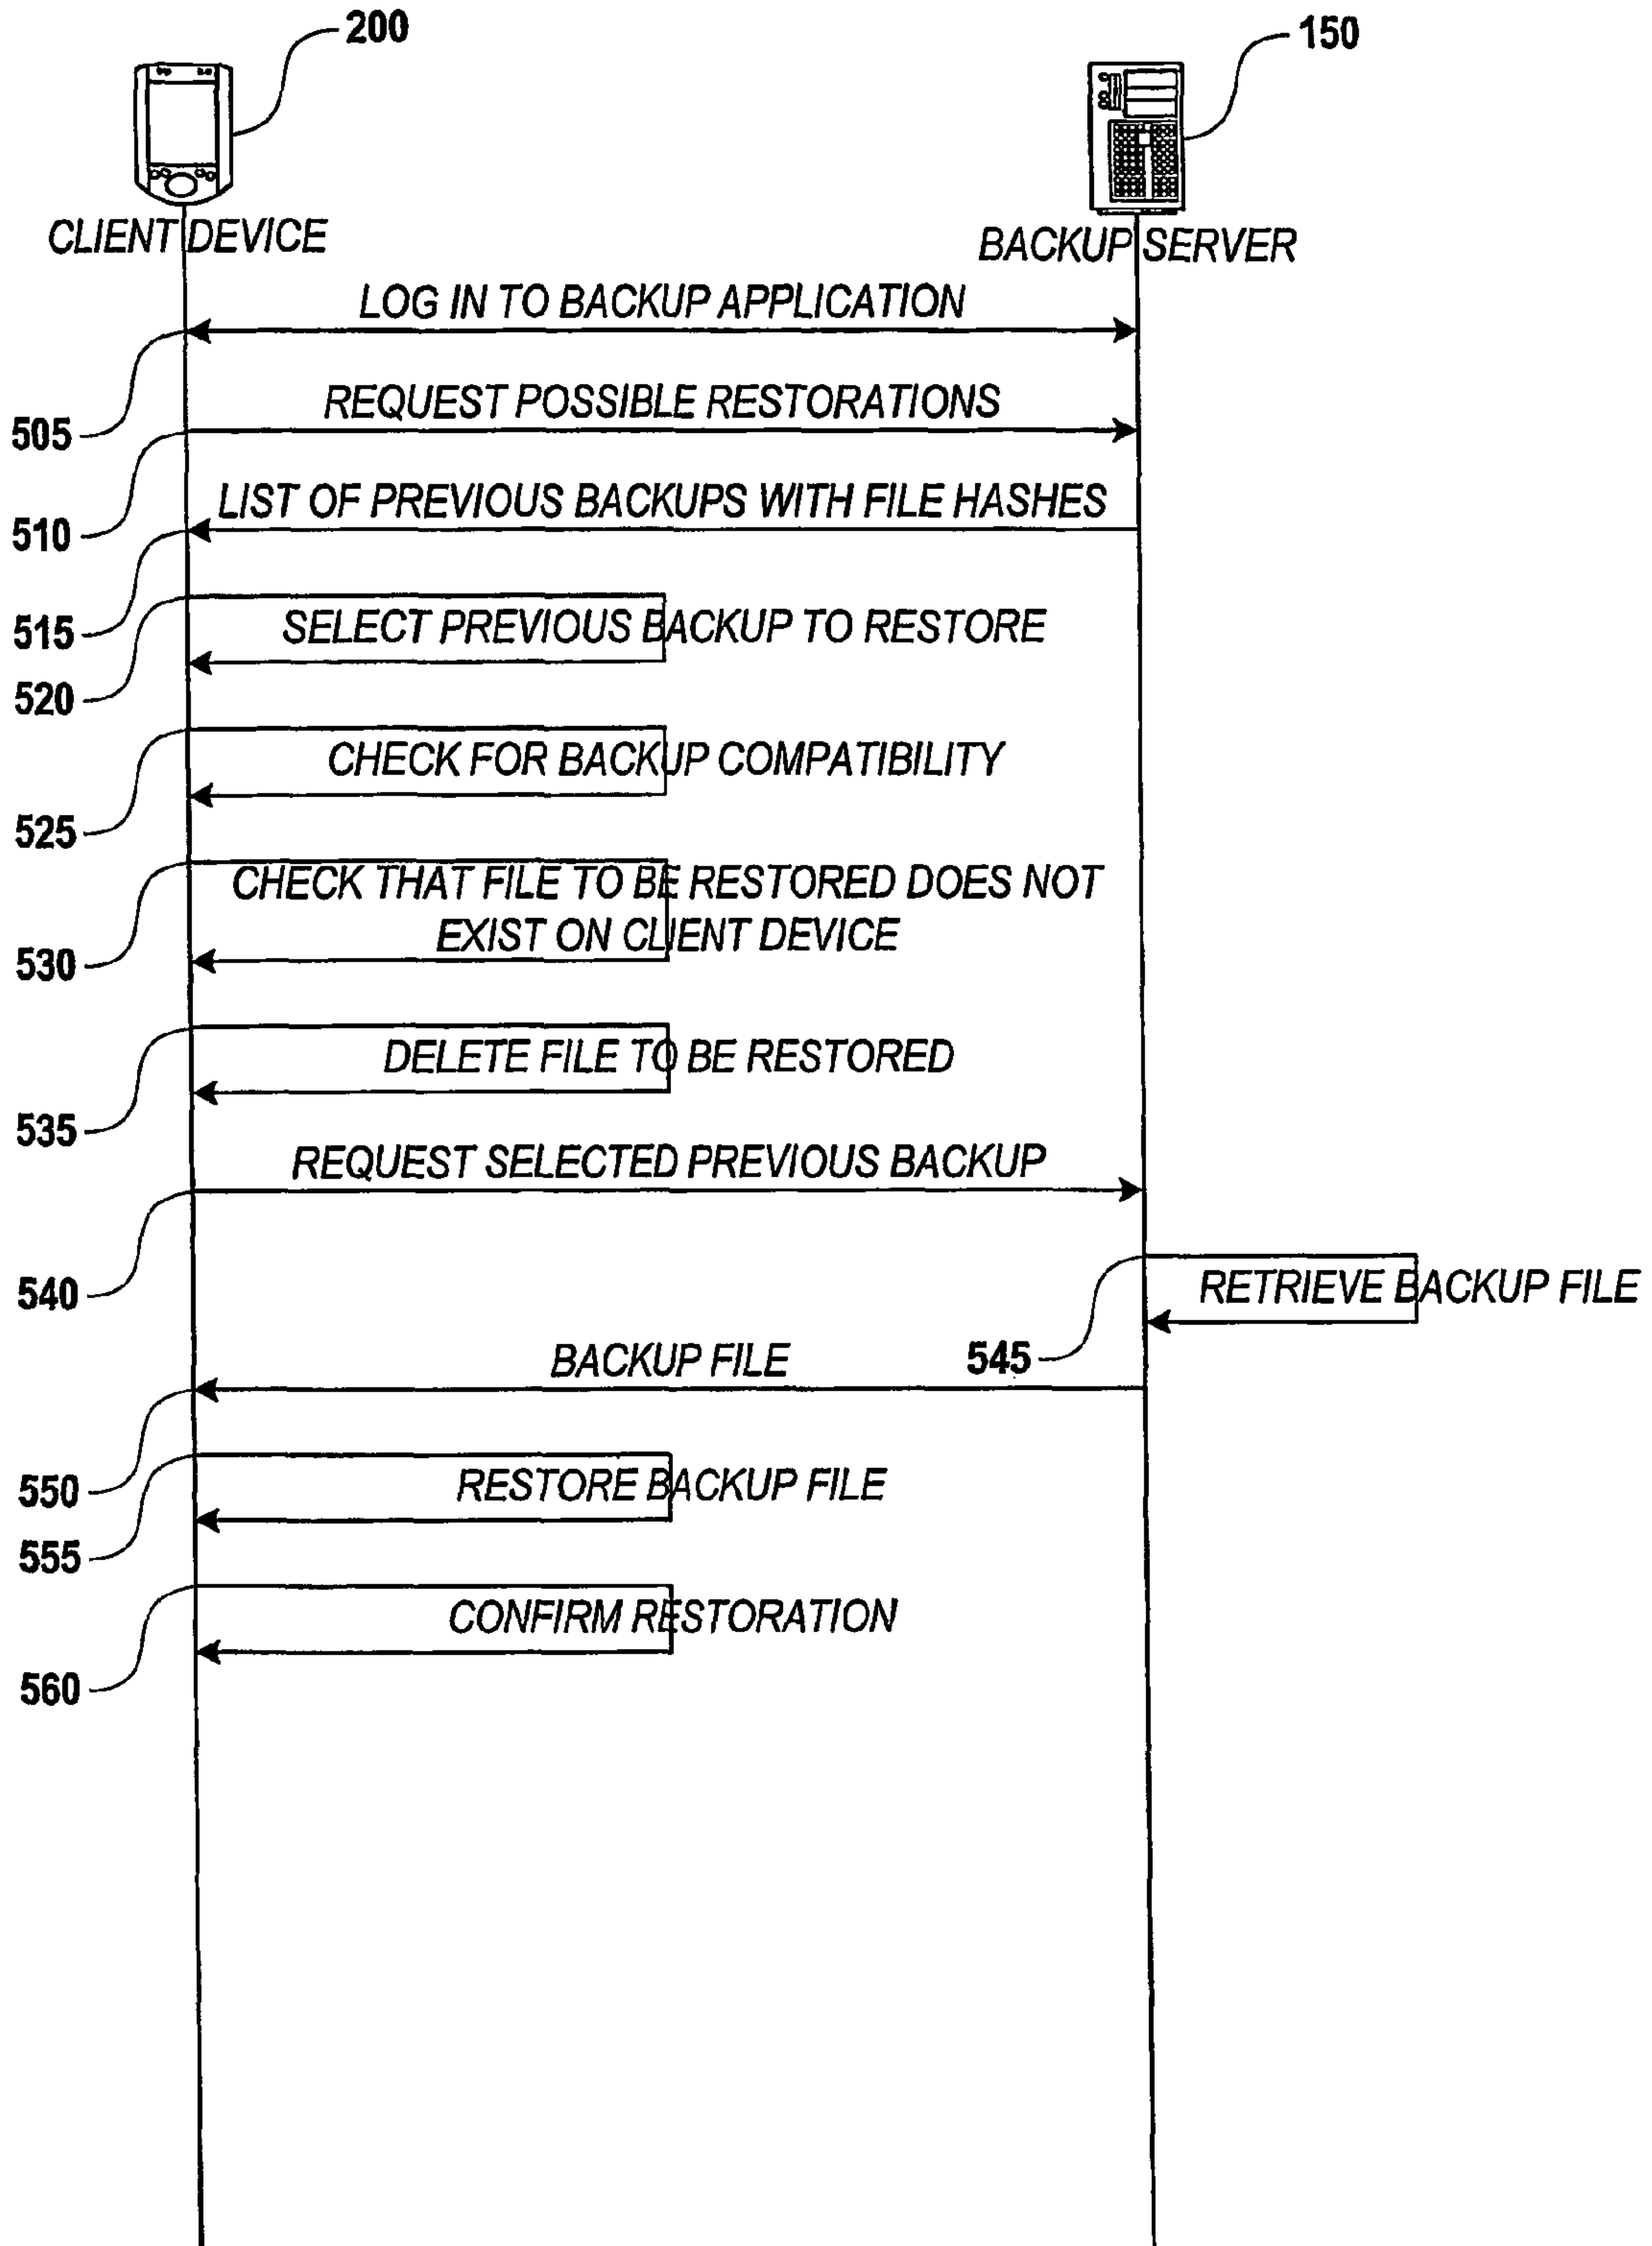 200
150
CLIENT DEVICE
BACKUP SERVER
LOG IN TO BACKUP APPLICATION
505
REQUEST POSSIBLE RESTORATIONS
510
LIST OF PREVIOUS BACKUPS WITH FILE HASHES
515
SELECT PREVIOUS BACKUP TO RESTORE
520
CHECK FOR BACKUP COMPATIBILITY
525
CHECK THAT FILE TO BE RESTORED DOES NOT
EXIST ON CLIENT DEVICE
530
DELETE FILE TO BE RESTORED
535
REQUEST SELECTED PREVIOUS BACKUP
540
RETRIEVE BACKUP FILE
545
BACKUP FILE
550
RESTORE BACKUP FILE
555
CONFIRM RESTORATION
560